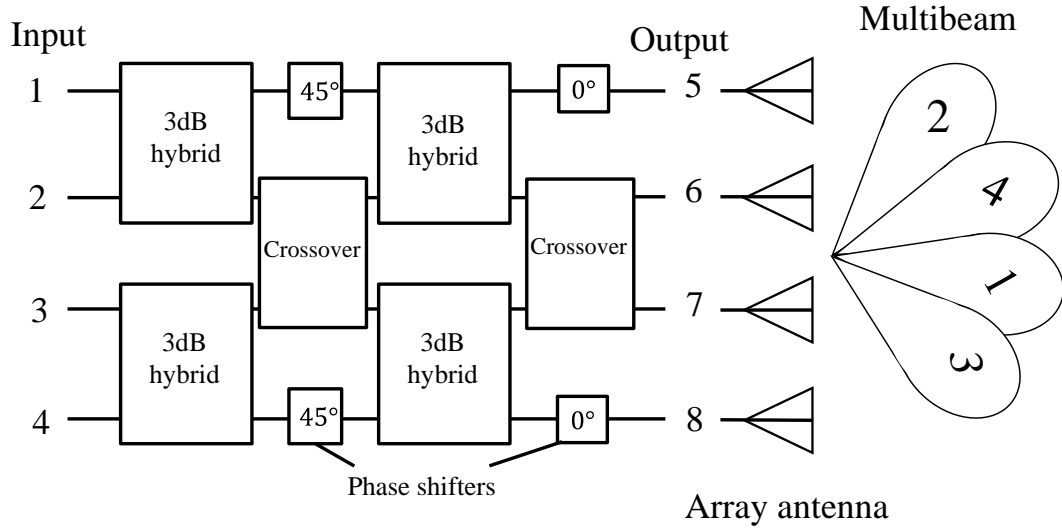 Multibeam
Input
Output
1
45°
0°
5
3dB
hybrid
3dB
hybrid
2
2
6
4
Crossover
Crossover
1
3
7
3dB
hybrid
3dB
hybrid
3
4
45°
0°
8
Phase shifters
Array antenna